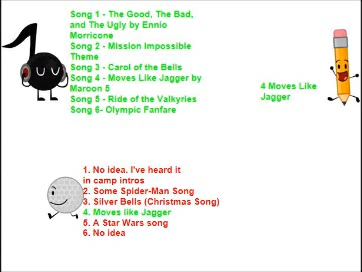 Song 1 - The Good, The Bad,
and The Ugly by Ennio
Morricone
Song 2 - Mission Impossible
Theme
Song 3 - Carol of the Bells
Song 4 - Moves Like Jagger by
Maroon 5
Song 5 - Ride of the Valkyries
Song 6- Olympic Fanfare
4 Moves Like
Jagger
1. No idea. I've heard it
in camp intros
2. Some Spider-Man Song
3. Silver Bells (Christmas Song)
4. Moves like Jagger
5. A Star Wars song
6. No idea